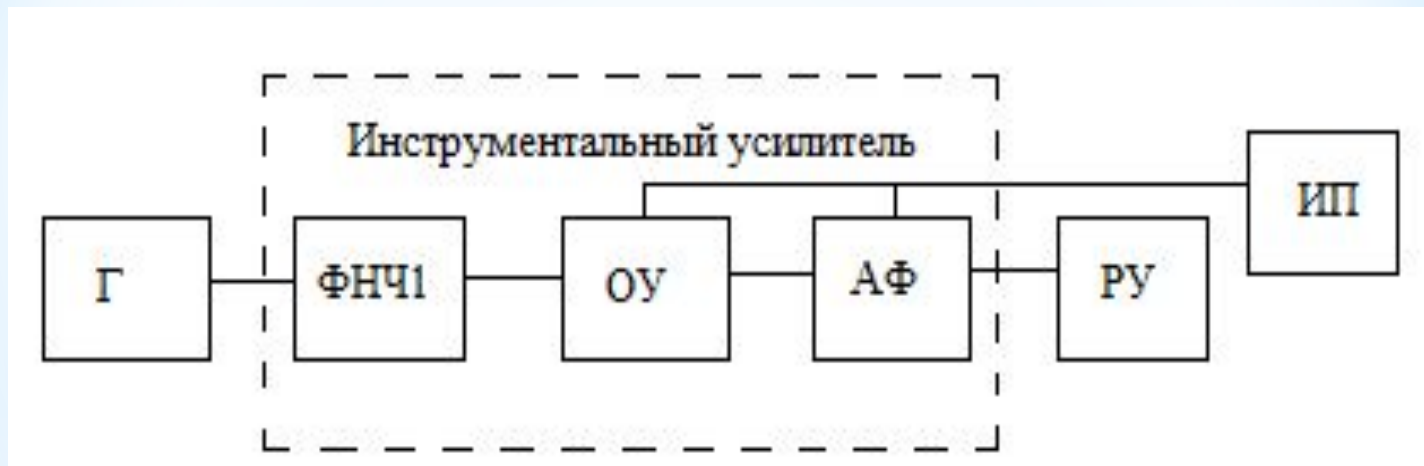 Инструментальный усилитель
ИП
Г
ФНЧ1
ОУ
АФ
РУ